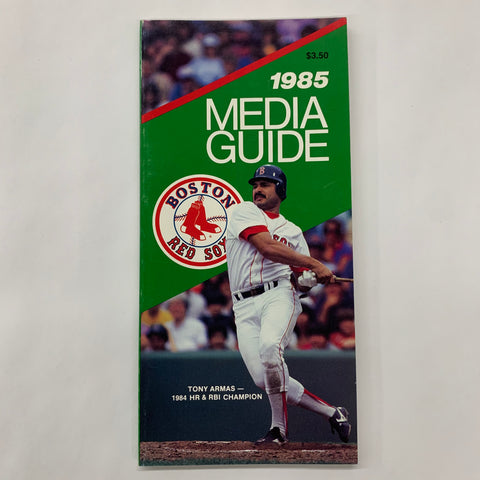 $3.50
1985
MEDIA
GUIDE
BOSTON
RED SOX
B
TONY ARMAS —
1984 HR & RBI CHAMPION